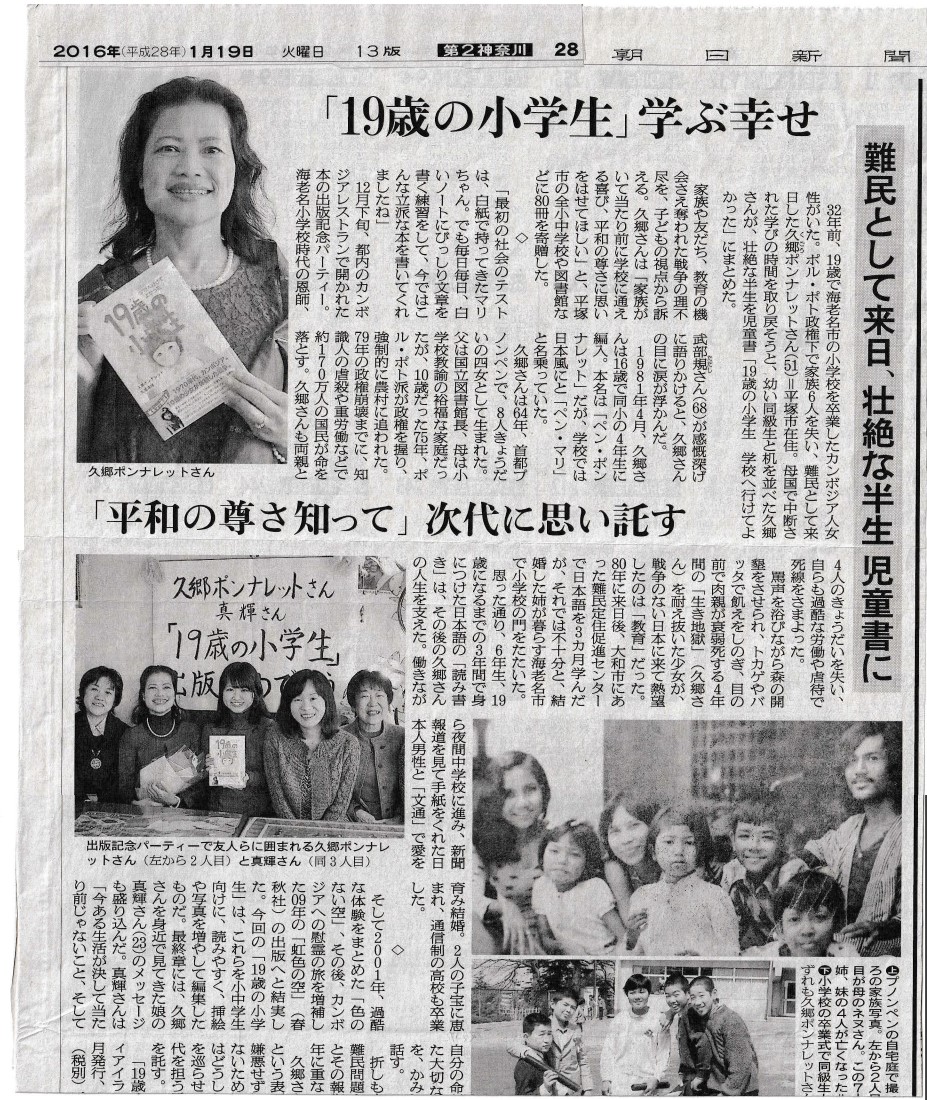 2016年(平成28年)1月19日 火曜日 13版 第2神奈川 28 朝日新聞
「19歳の小学生」学ぶ幸せ
難民として来日、壮絶な半生 児童書に
久郷ポンナレットさん
32年前、19歳で海老名市の小学校を卒業したカンボジア人女
性がいた。ポル・ポト政権下で家族6人を失い、難民として来
日した久郷ポンナレットさん(51)=平塚市在住。母国で中断さ
れた学びの時間を取り戻そうと、幼い同級生と机を並べた久郷
さんが、壮絶な半生を児童書「19歳の小学生 学校へ行けてよ
かった」にまとめた。
家族や友だち、教育の機
会さえ奪われた戦争の理不
尽を、子どもの視点から訴
える。久郷さんは「家族が
いて当たり前に学校に通え
る喜び、平和の尊さに思い
をはせてほしい」と、平塚
市の全小中学校や図書館な
どに80冊を寄贈した。
◇
「最初の社会のテスト
は、白紙で持ってきたマリ
ちゃん。でも毎日毎日、白
いノートにびっしり文章を
書く練習をして、今ではこ
んな立派な本を書いてくれ
ましたね」
12月下旬、都内のカンボ
ジアレストランで開かれた
本の出版記念パーティー。
海老名小学校時代の恩師、
武部規さん(68)が感慨深げ
に語りかけると、久郷さん
の目に涙が浮かんだ。
1981年4月、久郷さ
んは16歳で同小の4年生に
編入。本名は「ペン・ポン
ナレット」だが、学校では
日本風にと「ペン・マリ」
と名乗っていた。
久郷さんは64年、首都プ
ノンペンで、8人きょうだ
いの四女として生まれた。
父は国立図書館長、母は小
学校教諭の裕福な家庭だっ
たが、10歳だった75年、ポ
ル・ポト派が政権を握り、
強制的に農村に追われた。
79年の政権崩壊までに、知
識人の虐殺や重労働などで
約170万人の国民が命を
落とす。久郷さんも両親と
「平和の尊さ知って」次代に思い託す
4人のきょうだいを失い、
自らも過酷な労働や虐待で
死線をさまよった。
罵声を浴びながら森の開
墾をさせられ、トカゲやバ
ッタで飢えをしのぎ、目の
前で肉親が衰弱死する4年
間の「生き地獄」(久郷さ
ん)を耐え抜いた少女が、
戦争のない日本に来て熱望
したのは「教育」だった。
80年に来日後、大和市にあ
った難民定住促進センター
で日本語を3カ月学んだ
が、それでは不十分と、結
婚した姉が暮らす海老名市
で小学校の門をたたいた。
思った通り、6年生、19
歳になるまでの3年間で身
につけた日本語の「読み書
き」は、その後の久郷さん
の人生を支えた。働きなが
久郷ポンナレットさん
真輝さん
「19歳の小学生」
出版
出版記念パーティーで友人らに囲まれる久郷ポンナレ
ットさん(左から2人目)と真輝さん(同3人目)
ら夜間中学校に進み、新聞
報道を見て手紙をくれた日
本人男性と「文通」で愛を
育み結婚。2人の子宝に恵
まれ、通信制の高校も卒業
した。
◇
そして2001年、過酷
な体験をまとめた「色の
ない空」、その後、カンボ
ジアへの慰霊の旅を増補し
た09年の「虹色の空」(春
秋社)の出版へと結実し
た。今回の「19歳の小学
生」は、これらを小中学生
向けに、読みやすく、挿絵
や写真を増やして編集した
ものだ。最終章には、久郷
さんを身近で見てきた娘の
真輝さん(23)のメッセージ
も盛り込んだ。真輝さんは
「今ある生活が決して当た
り前じゃないこと、そして
自分の命
た大切な
を、かみ
話す。
折しも
難民問題
とその報
年に重な
久郷さ
という表
嫌悪せず
ないため
はどうし
を巡らせ
代を担う
を託す。
「19歳
ィアイラ
月発行、
(税別)
上プノンペンの自宅庭で撮
ろの家族写真。左から2人目
目が母のネヌさん。この7人
姉、妹の4人が亡くなった
下小学校の卒業式で同級生
ずれも久郷ポンナレットさん